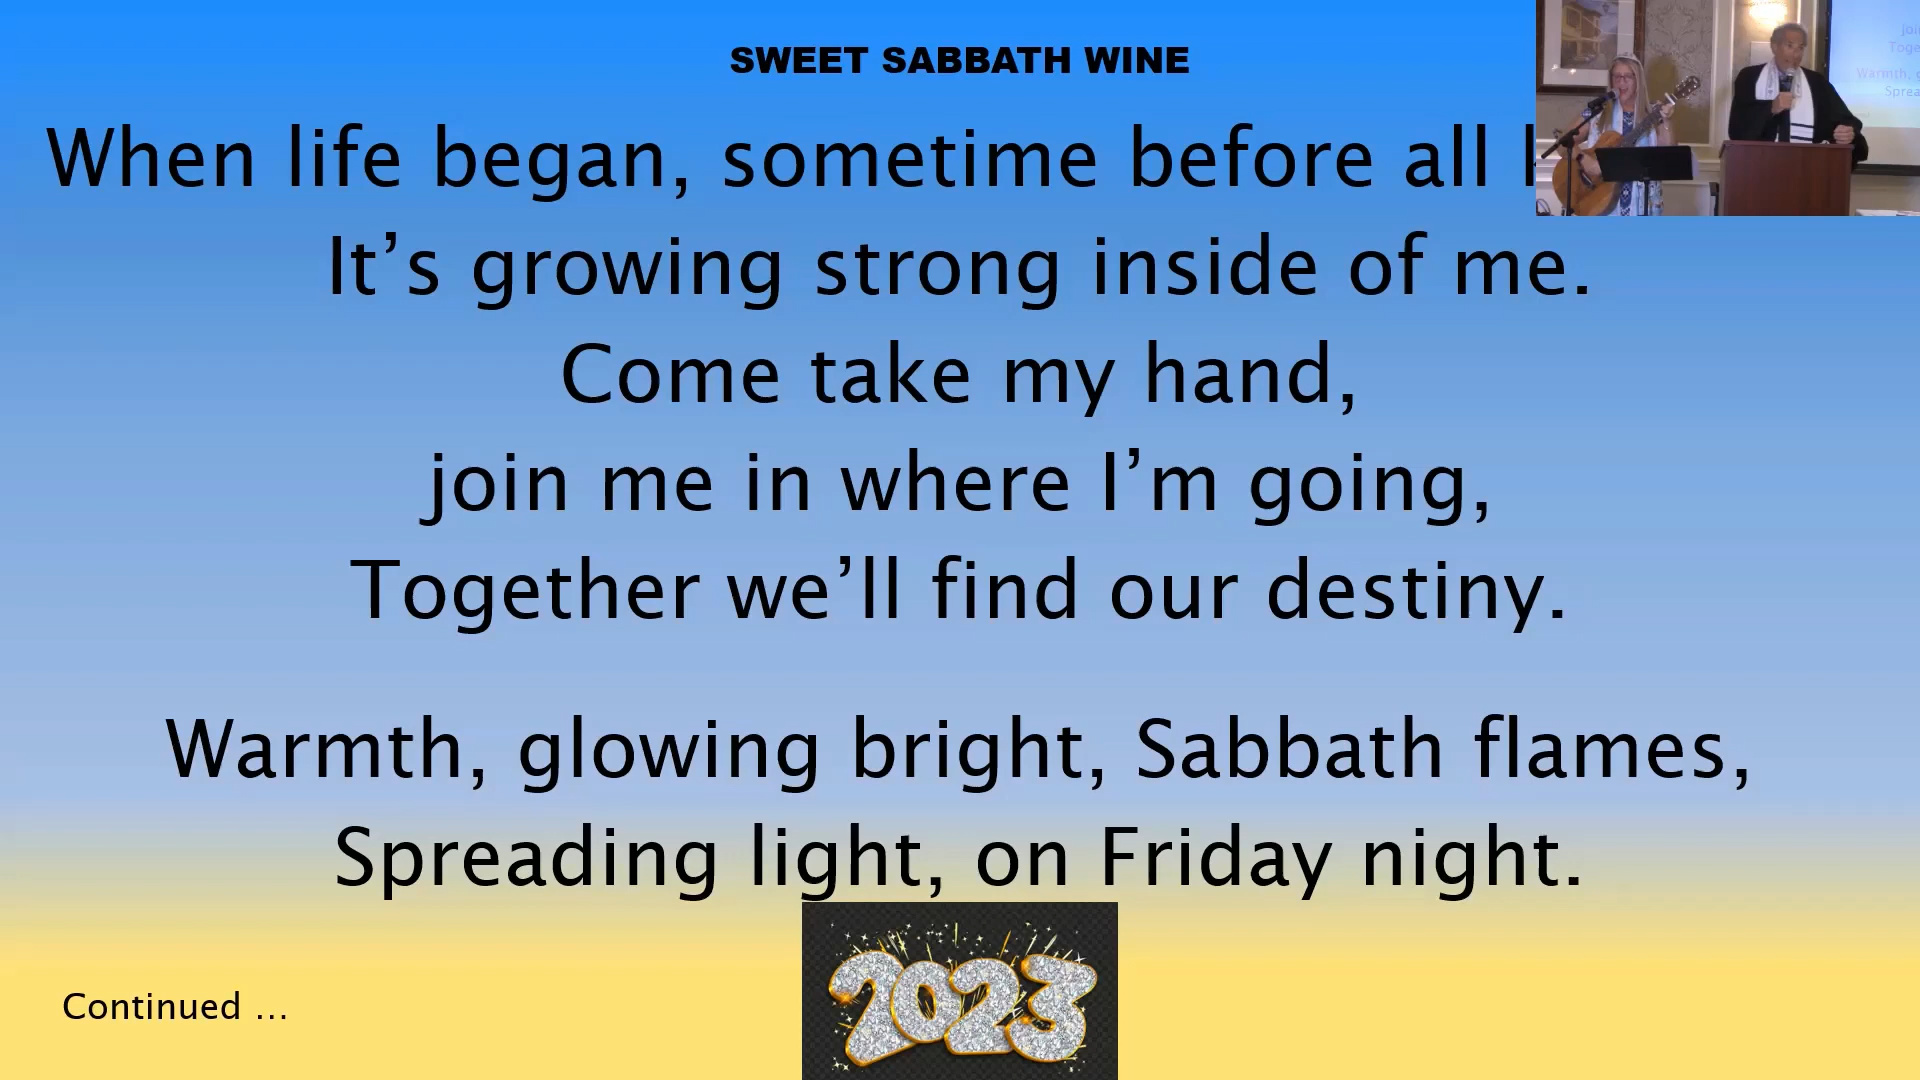 SWEET SABBATH WINE
When life began, sometime before all
It’s growing strong inside of me.
Come take my hand,
join me in where I’m going,
Together we’ll find our destiny.
Warmth, glowing bright, Sabbath flames,
Spreading light, on Friday night.
2023
Continued ...